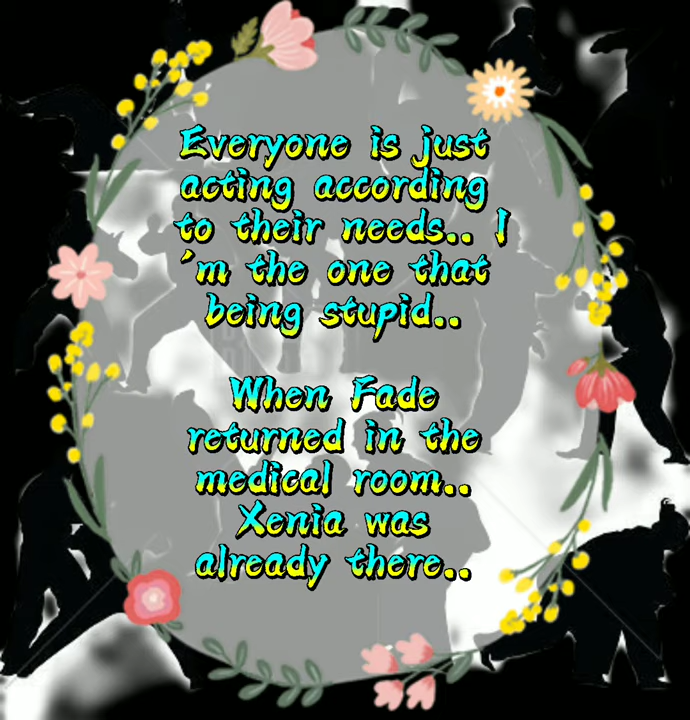 Everyone is just
acting according
to their needs.. I
'm the one that
being stupid..
When Fade
returned in the
medical room..
Xenia was
already there..